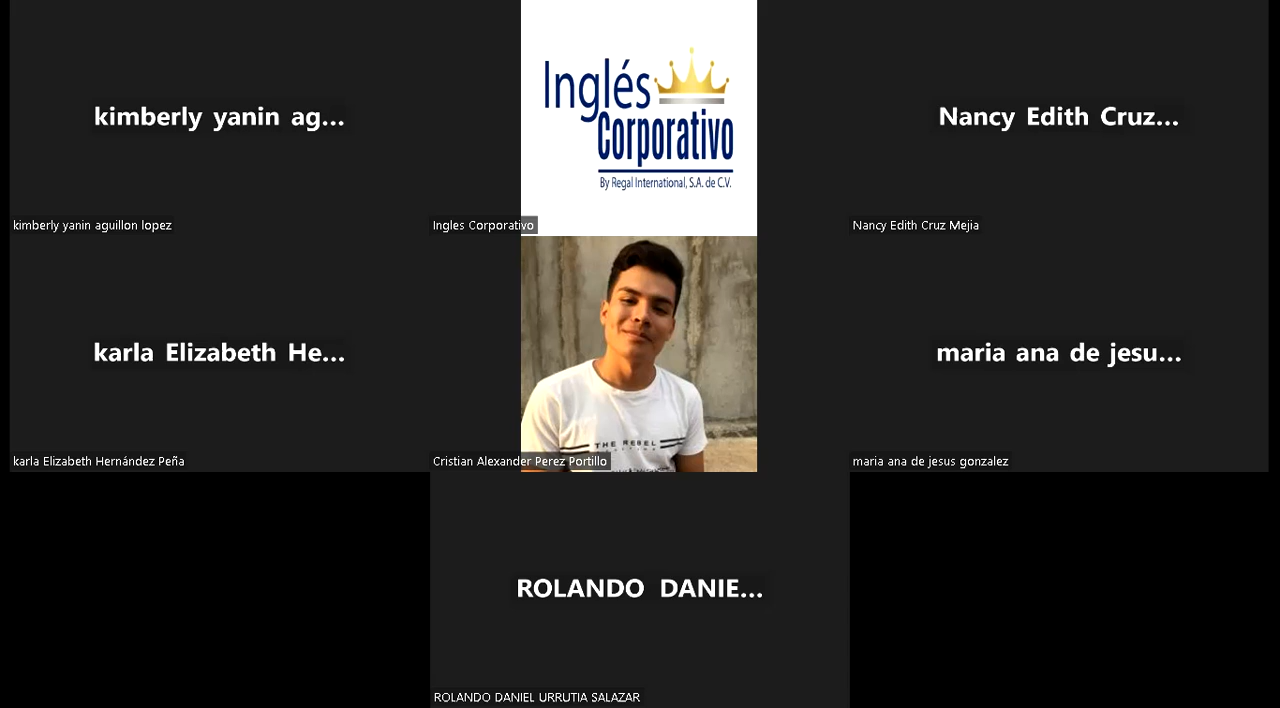 kimberly yanin ag...
kimberly yanin aguillon lopez
Inglés
Corporativo
By Regal International, S.A. de C.V.
Ingles Corporativo
Nancy Edith Cruz...
Nancy Edith Cruz Mejia
karla Elizabeth He...
karla Elizabeth Hernández Peña
THE REBEL
Cristian Alexander Perez Portillo
maria ana de jesu...
maria ana de jesus gonzalez
ROLANDO DANIE...
ROLANDO DANIEL URRUTIA SALAZAR